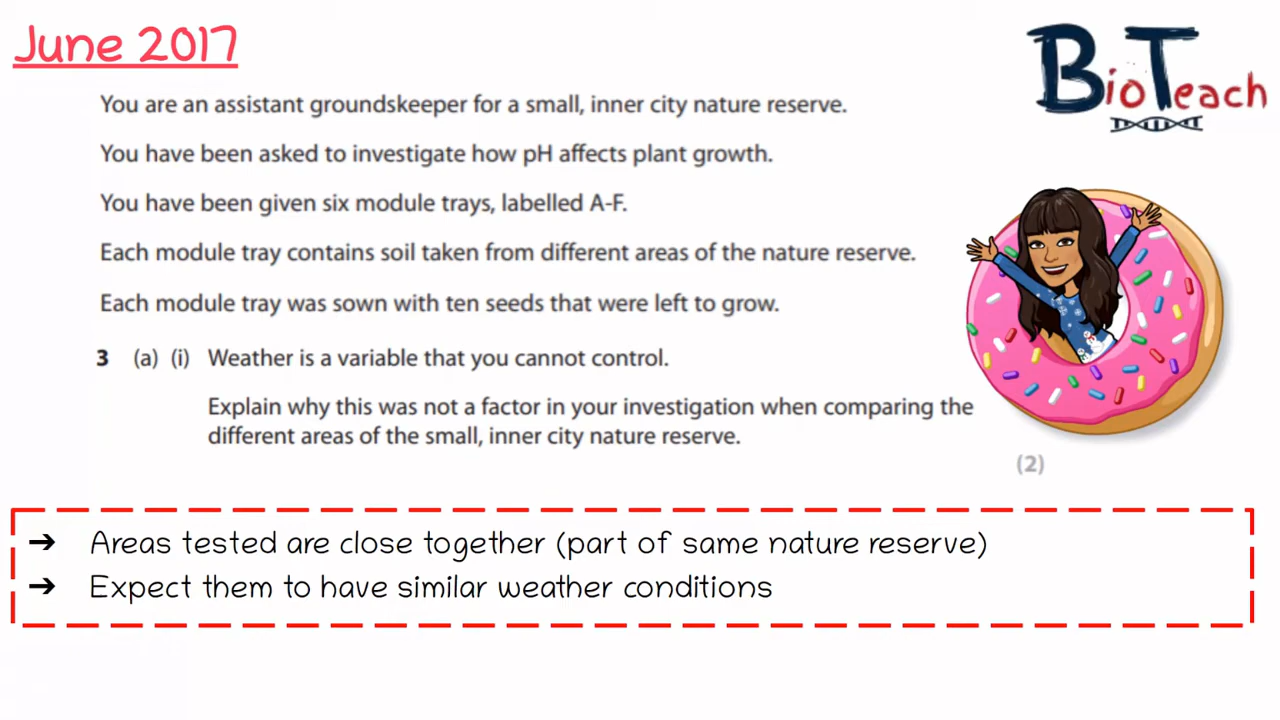 June 2017
BioTeach
You are an assistant groundskeeper for a small, inner city nature reserve.
You have been asked to investigate how pH affects plant growth.
You have been given six module trays, labelled A-F.
Each module tray contains soil taken from different areas of the nature reserve.
Each module tray was sown with ten seeds that were left to grow.
3 (a) (i) Weather is a variable that you cannot control.
Explain why this was not a factor in your investigation when comparing the
different areas of the small, inner city nature reserve.
(2)
➔ Areas tested are close together (part of same nature reserve)
➔ Expect them to have similar weather conditions